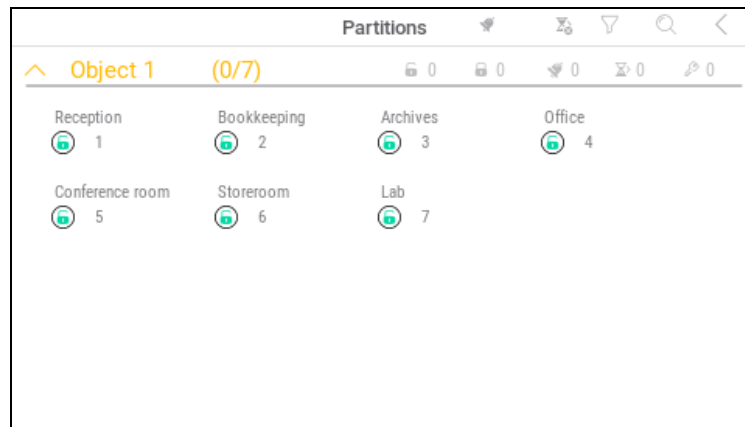 Partitions
Object 1 (0/7) 0 0 0 0 0
Reception Bookkeeping Archives Office
1 2 3 4
Conference room Storeroom Lab
5 6 7